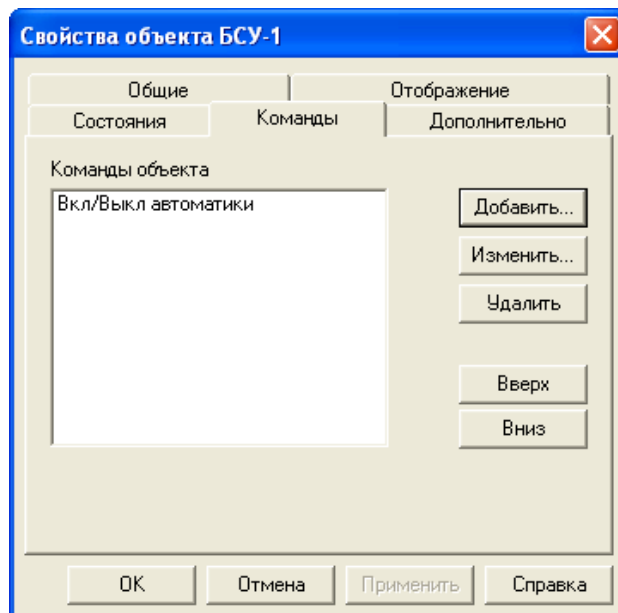 Свойства объекта БСУ-1
Общие
Отображение
Состояния
Команды
Дополнительно
Команды объекта
Вкл/Выкл автоматики
Добавить...
Изменить...
Удалить
Вверх
Вниз
OK
Отмена
Применить
Справка